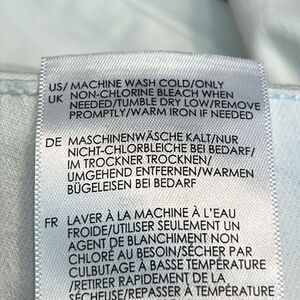 US/ MACHINE WASH COLD/ONLY
UK NON-CHLORINE BLEACH WHEN
NEEDED/TUMBLE DRY LOW/REMOVE
PROMPTLY/WARM IRON IF NEEDED
DE MASCHINENWÄSCHE KALT/NUR
NICHT-CHLORBLEICHE BEI BEDARF/
IM TROCKNER TROCKNEN/
UMGEHEND ENTFERNEN/WARMEN
BÜGELEISEN BEI BEDARF
FR LAVER À LA MACHINE À L'EAU
FROIDE/UTILISER SEULEMENT UN
AGENT DE BLANCHIMENT NON
CHLORÉ AU BESOIN/SÉCHER PAR
CULBUTAGE À BASSE TEMPÉRATURE
/RETIRER RAPIDEMENT DE LA
SÉCHEUSE/REPASSER À TEMPÉRATURE